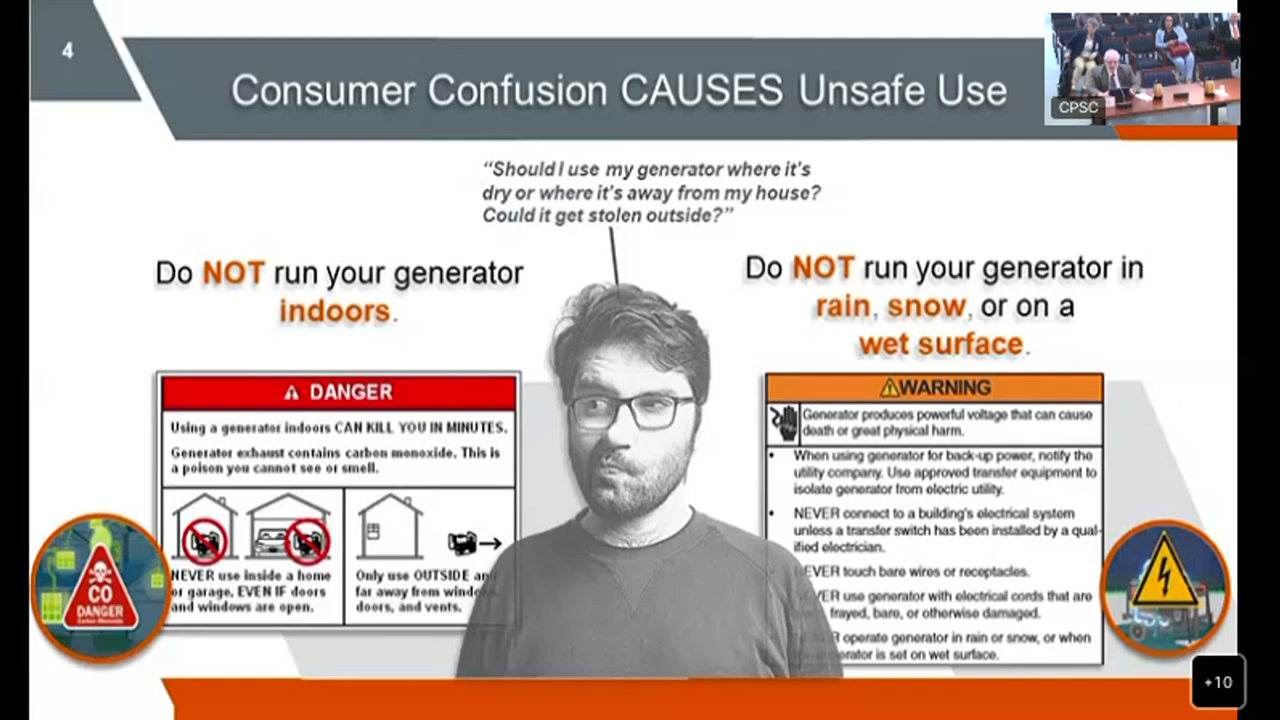 4
Consumer Confusion CAUSES Unsafe Use
CPSC
“Should I use my generator where it’s
dry or where it’s away from my house?
Could it get stolen outside?”
Do NOT run your generator
indoors.
DANGER
Using a generator indoors CAN KILL YOU IN MINUTES.
Generator exhaust contains carbon monoxide. This is
a poison you cannot see or smell.
NEVER use inside a home
or garage, EVEN IF doors
and windows are open.
Only use OUTSIDE and
far away from
doors, and vents.
CO
DANGER
Carbon Monoxide
Do NOT run your generator in
rain, snow, or on a
wet surface.
WARNING
Generator produces powerful voltage that can cause
death or great physical harm.
• When using generator for back-up power, notify the
utility company. Use approved transfer equipment to
isolate generator from electric utility.
• NEVER connect to a building's electrical system
unless a transfer switch has been installed by a qual-
ified electrician.
EVER touch bare wires or receptacles.
VER use generator with electrical cords that are
frayed, bare, or otherwise damaged.
R operate generator in rain or snow, or when
erator is set on wet surface.
+10